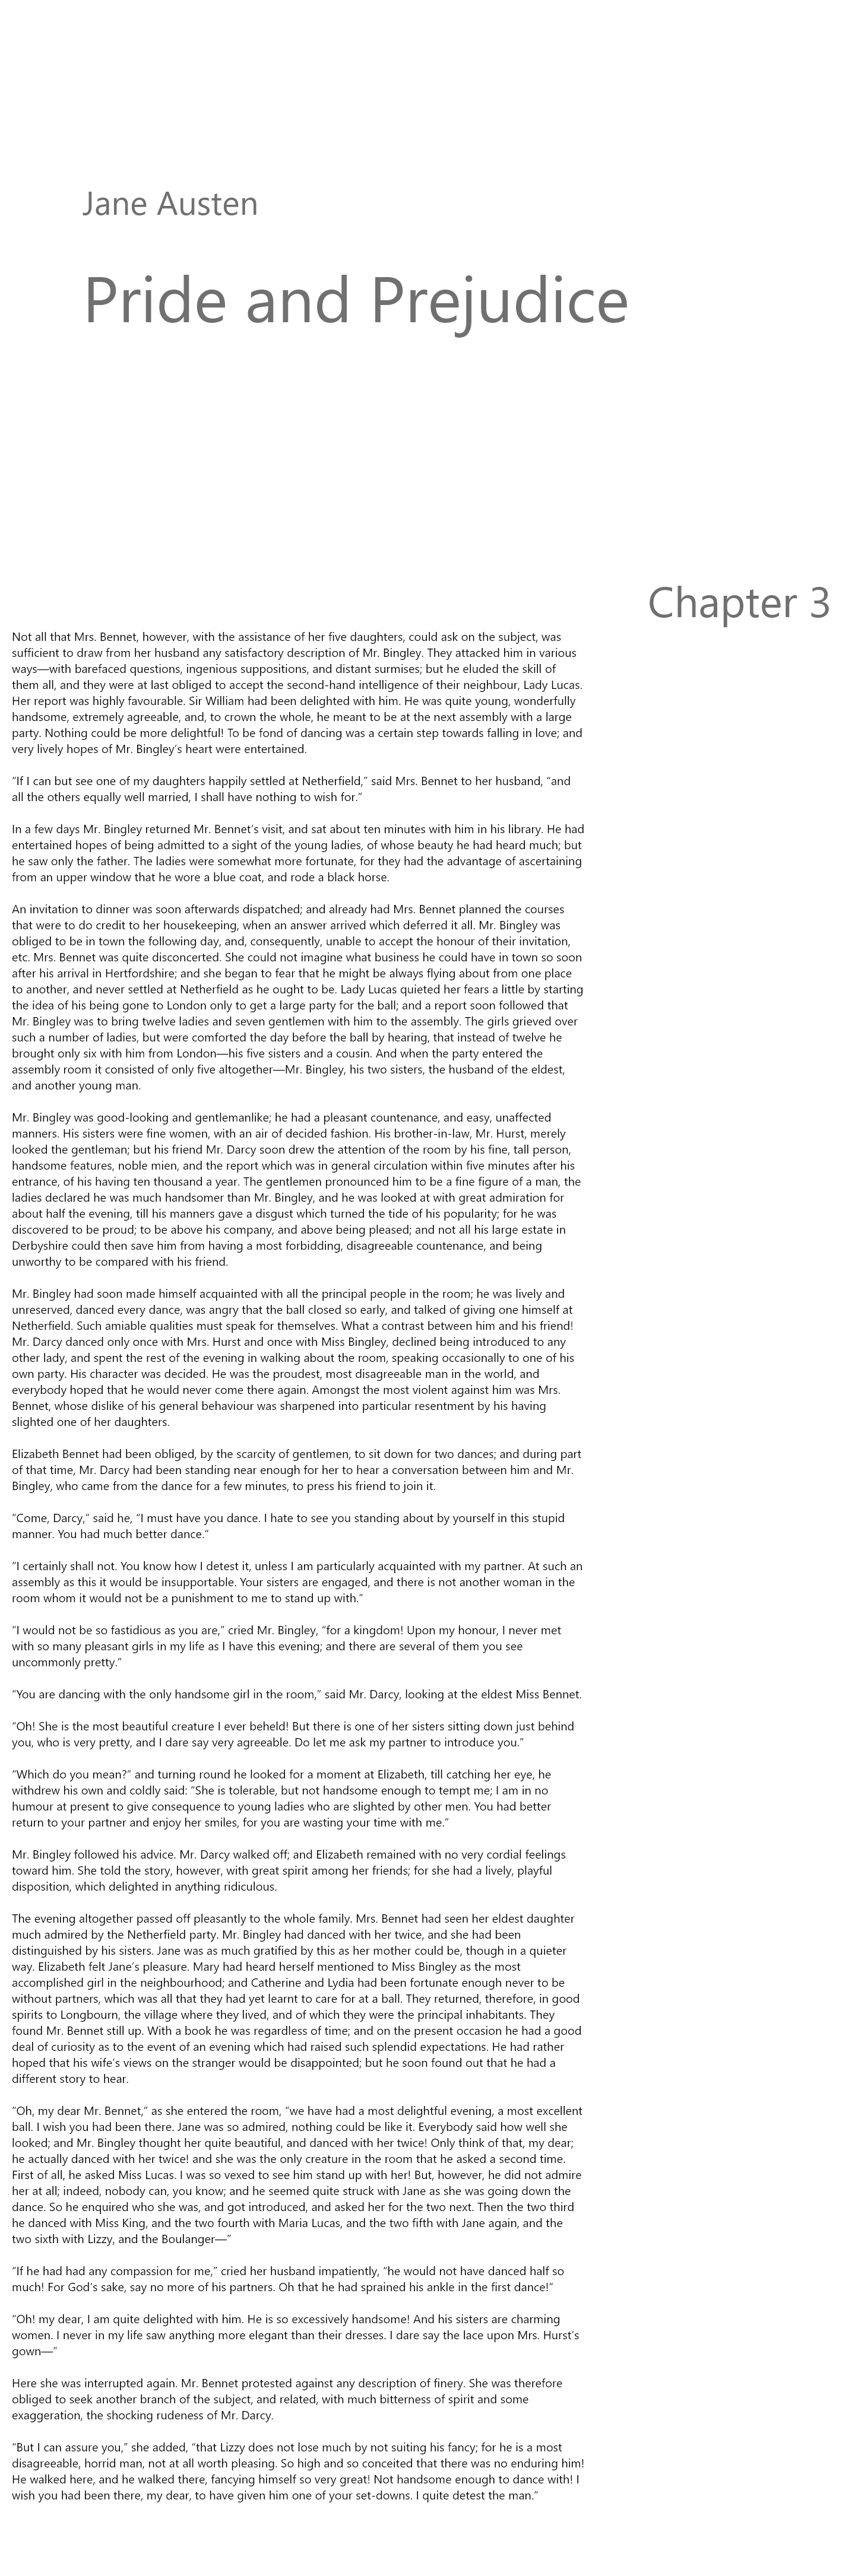 Jane Austen
Pride and Prejudice
Chapter 3
Not all that Mrs. Bennet, however, with the assistance of her five daughters, could ask on the subject, was
sufficient to draw from her husband any satisfactory description of Mr. Bingley. They attacked him in various
ways—with barefaced questions, ingenious suppositions, and distant surmises; but he eluded the skill of
them all, and they were at last obliged to accept the second-hand intelligence of their neighbour, Lady Lucas.
Her report was highly favourable. Sir William had been delighted with him. He was quite young, wonderfully
handsome, extremely agreeable, and, to crown the whole, he meant to be at the next assembly with a large
party. Nothing could be more delightful! To be fond of dancing was a certain step towards falling in love; and
very lively hopes of Mr. Bingley’s heart were entertained.
“If I can but see one of my daughters happily settled at Netherfield,” said Mrs. Bennet to her husband, “and
all the others equally well married, I shall have nothing to wish for.”
In a few days Mr. Bingley returned Mr. Bennet’s visit, and sat about ten minutes with him in his library. He had
entertained hopes of being admitted to a sight of the young ladies, of whose beauty he had heard much; but
he saw only the father. The ladies were somewhat more fortunate, for they had the advantage of ascertaining
from an upper window that he wore a blue coat, and rode a black horse.
An invitation to dinner was soon afterwards dispatched; and already had Mrs. Bennet planned the courses
that were to do credit to her housekeeping, when an answer arrived which deferred it all. Mr. Bingley was
obliged to be in town the following day, and, consequently, unable to accept the honour of their invitation,
etc. Mrs. Bennet was quite disconcerted. She could not imagine what business he could have in town so soon
after his arrival in Hertfordshire; and she began to fear that he might be always flying about from one place
to another, and never settled at Netherfield as he ought to be. Lady Lucas quieted her fears a little by starting
the idea of his being gone to London only to get a large party for the ball; and a report soon followed that
Mr. Bingley was to bring twelve ladies and seven gentlemen with him to the assembly. The girls grieved over
such a number of ladies, but were comforted the day before the ball by hearing, that instead of twelve he
brought only six with him from London—his five sisters and a cousin. And when the party entered the
assembly room it consisted of only five altogether—Mr. Bingley, his two sisters, the husband of the eldest,
and another young man.
Mr. Bingley was good-looking and gentlemanlike; he had a pleasant countenance, and easy, unaffected
manners. His sisters were fine women, with an air of decided fashion. His brother-in-law, Mr. Hurst, merely
looked the gentleman; but his friend Mr. Darcy soon drew the attention of the room by his fine, tall person,
handsome features, noble mien, and the report which was in general circulation within five minutes after his
entrance, of his having ten thousand a year. The gentlemen pronounced him to be a fine figure of a man, the
ladies declared he was much handsomer than Mr. Bingley, and he was looked at with great admiration for
about half the evening, till his manners gave a disgust which turned the tide of his popularity; for he was
discovered to be proud; to be above his company, and above being pleased; and not all his large estate in
Derbyshire could then save him from having a most forbidding, disagreeable countenance, and being
unworthy to be compared with his friend.
Mr. Bingley had soon made himself acquainted with all the principal people in the room; he was lively and
unreserved, danced every dance, was angry that the ball closed so early, and talked of giving one himself at
Netherfield. Such amiable qualities must speak for themselves. What a contrast between him and his friend!
Mr. Darcy danced only once with Mrs. Hurst and once with Miss Bingley, declined being introduced to any
other lady, and spent the rest of the evening in walking about the room, speaking occasionally to one of his
own party. His character was decided. He was the proudest, most disagreeable man in the world, and
everybody hoped that he would never come there again. Amongst the most violent against him was Mrs.
Bennet, whose dislike of his general behaviour was sharpened into particular resentment by his having
slighted one of her daughters.
Elizabeth Bennet had been obliged, by the scarcity of gentlemen, to sit down for two dances; and during part
of that time, Mr. Darcy had been standing near enough for her to hear a conversation between him and Mr.
Bingley, who came from the dance for a few minutes, to press his friend to join it.
“Come, Darcy,” said he, “I must have you dance. I hate to see you standing about by yourself in this stupid
manner. You had much better dance.”
“I certainly shall not. You know how I detest it, unless I am particularly acquainted with my partner. At such an
assembly as this it would be insupportable. Your sisters are engaged, and there is not another woman in the
room whom it would not be a punishment to me to stand up with.”
“I would not be so fastidious as you are,” cried Mr. Bingley, “for a kingdom! Upon my honour, I never met
with so many pleasant girls in my life as I have this evening; and there are several of them you see
uncommonly pretty.”
“You are dancing with the only handsome girl in the room,” said Mr. Darcy, looking at the eldest Miss Bennet.
“Oh! She is the most beautiful creature I ever beheld! But there is one of her sisters sitting down just behind
you, who is very pretty, and I dare say very agreeable. Do let me ask my partner to introduce you.”
“Which do you mean?” and turning round he looked for a moment at Elizabeth, till catching her eye, he
withdrew his own and coldly said: “She is tolerable, but not handsome enough to tempt me; I am in no
humour at present to give consequence to young ladies who are slighted by other men. You had better
return to your partner and enjoy her smiles, for you are wasting your time with me.”
Mr. Bingley followed his advice. Mr. Darcy walked off; and Elizabeth remained with no very cordial feelings
toward him. She told the story, however, with great spirit among her friends; for she had a lively, playful
disposition, which delighted in anything ridiculous.
The evening altogether passed off pleasantly to the whole family. Mrs. Bennet had seen her eldest daughter
much admired by the Netherfield party. Mr. Bingley had danced with her twice, and she had been
distinguished by his sisters. Jane was as much gratified by this as her mother could be, though in a quieter
way. Elizabeth felt Jane’s pleasure. Mary had heard herself mentioned to Miss Bingley as the most
accomplished girl in the neighbourhood; and Catherine and Lydia had been fortunate enough never to be
without partners, which was all that they had yet learnt to care for at a ball. They returned, therefore, in good
spirits to Longbourn, the village where they lived, and of which they were the principal inhabitants. They
found Mr. Bennet still up. With a book he was regardless of time; and on the present occasion he had a good
deal of curiosity as to the event of an evening which had raised such splendid expectations. He had rather
hoped that his wife’s views on the stranger would be disappointed; but he soon found out that he had a
different story to hear.
“Oh, my dear Mr. Bennet,” as she entered the room, “we have had a most delightful evening, a most excellent
ball. I wish you had been there. Jane was so admired, nothing could be like it. Everybody said how well she
looked; and Mr. Bingley thought her quite beautiful, and danced with her twice! Only think of that, my dear;
he actually danced with her twice! and she was the only creature in the room that he asked a second time.
First of all, he asked Miss Lucas. I was so vexed to see him stand up with her! But, however, he did not admire
her at all; indeed, nobody can, you know; and he seemed quite struck with Jane as she was going down the
dance. So he enquired who she was, and got introduced, and asked her for the two next. Then the two third
he danced with Miss King, and the two fourth with Maria Lucas, and the two fifth with Jane again, and the
two sixth with Lizzy, and the Boulanger—”
“If he had had any compassion for me,” cried her husband impatiently, “he would not have danced half so
much! For God’s sake, say no more of his partners. Oh that he had sprained his ankle in the first dance!”
“Oh! my dear, I am quite delighted with him. He is so excessively handsome! And his sisters are charming
women. I never in my life saw anything more elegant than their dresses. I dare say the lace upon Mrs. Hurst’s
gown—”
Here she was interrupted again. Mr. Bennet protested against any description of finery. She was therefore
obliged to seek another branch of the subject, and related, with much bitterness of spirit and some
exaggeration, the shocking rudeness of Mr. Darcy.
“But I can assure you,” she added, “that Lizzy does not lose much by not suiting his fancy; for he is a most
disagreeable, horrid man, not at all worth pleasing. So high and so conceited that there was no enduring him!
He walked here, and he walked there, fancying himself so very great! Not handsome enough to dance with! I
wish you had been there, my dear, to have given him one of your set-downs. I quite detest the man.”